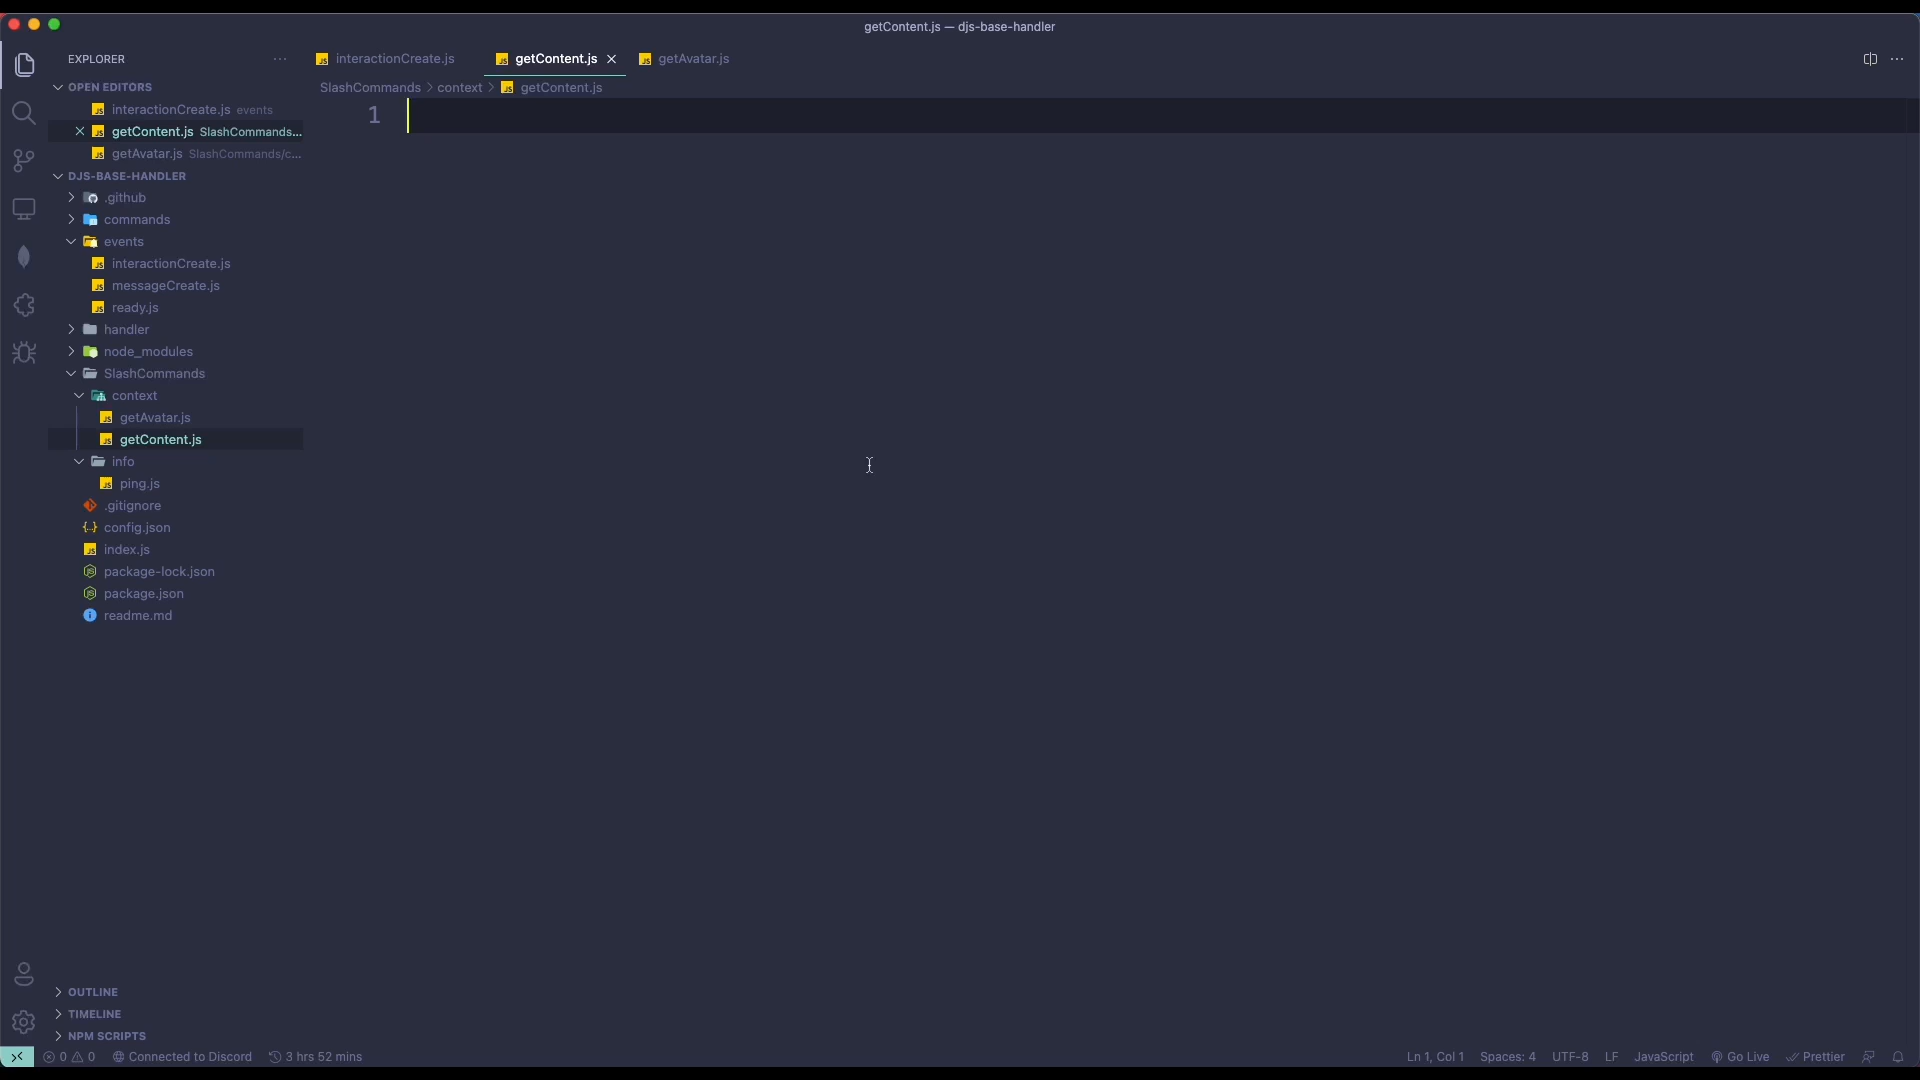 getContent.js — djs-base-handler
EXPLORER
OPEN EDITORS
interactionCreate.js events
getContent.js SlashCommands...
getAvatar.js SlashCommands/c...
DJS-BASE-HANDLER
.github
commands
events
interactionCreate.js
messageCreate.js
ready.js
handler
node_modules
SlashCommands
context
getAvatar.js
getContent.js
info
ping.js
.gitignore
config.json
index.js
package-lock.json
package.json
readme.md
OUTLINE
TIMELINE
NPM SCRIPTS
interactionCreate.js getContent.js getAvatar.js
SlashCommands > context > getContent.js
1
0 0 Connected to Discord 3 hrs 52 mins Ln 1, Col 1 Spaces: 4 UTF-8 LF JavaScript Go Live Prettier